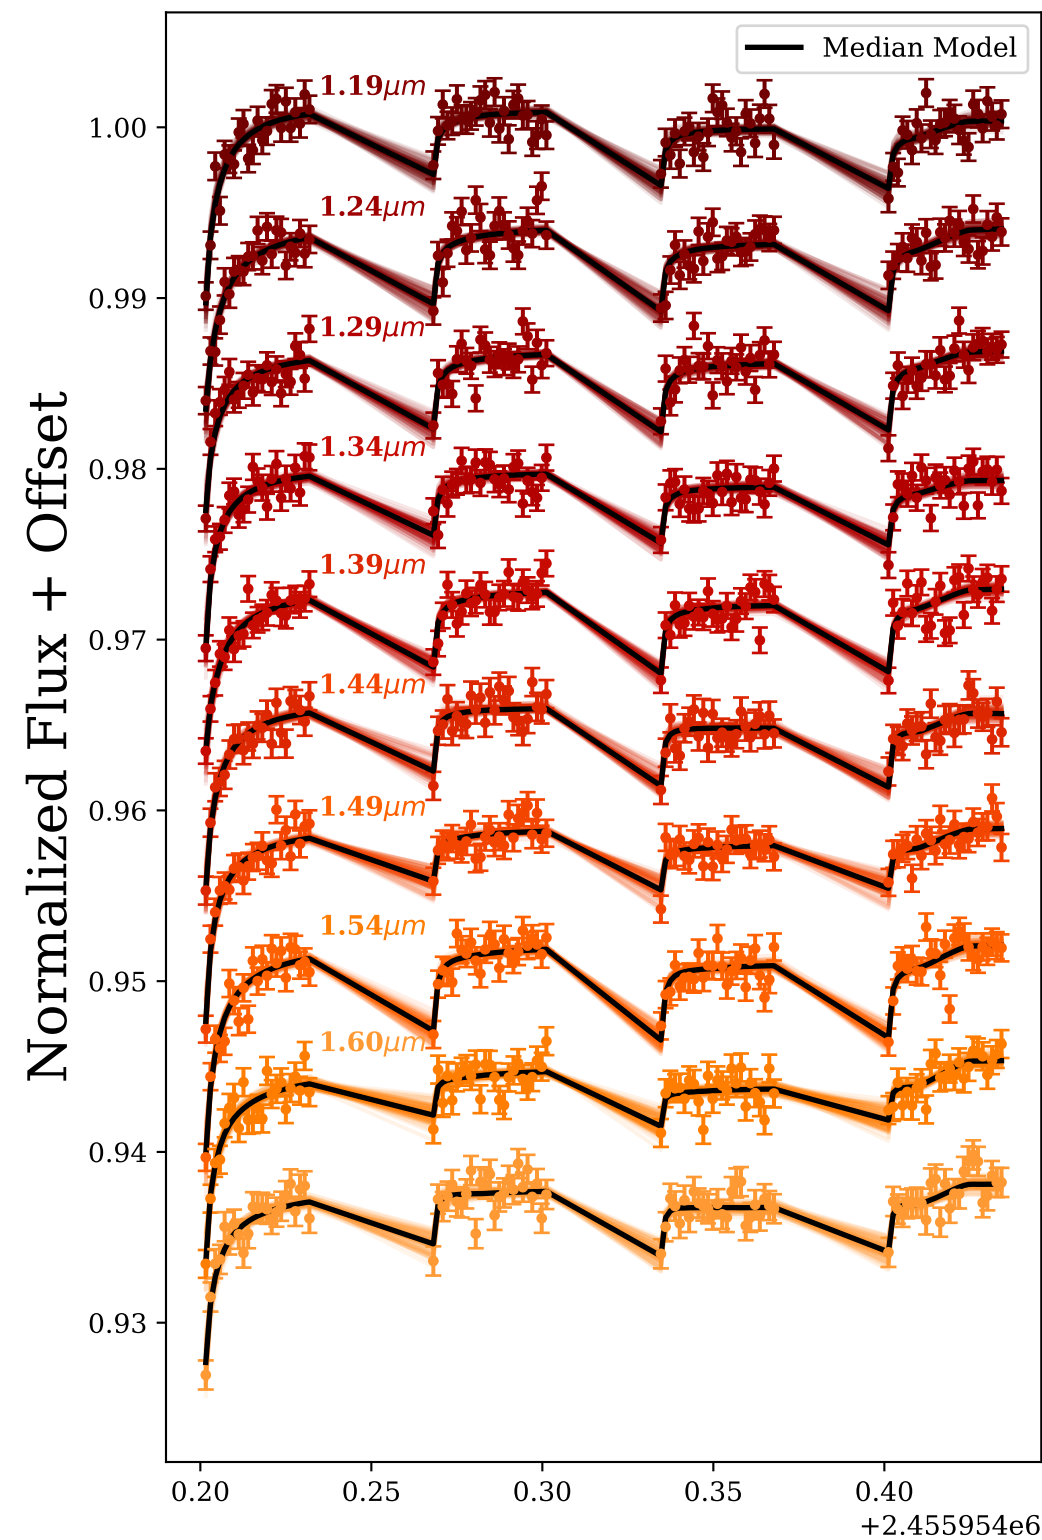 Median Model
Normalized Flux + Offset
1.00
0.99
0.98
0.97
0.96
0.95
0.94
0.93
1.19μm
1.24μm
1.29μm
1.34μm
1.39μm
1.44μm
1.49μm
1.54μm
1.60μm
0.20 0.25 0.30 0.35 0.40
+2.455954e6